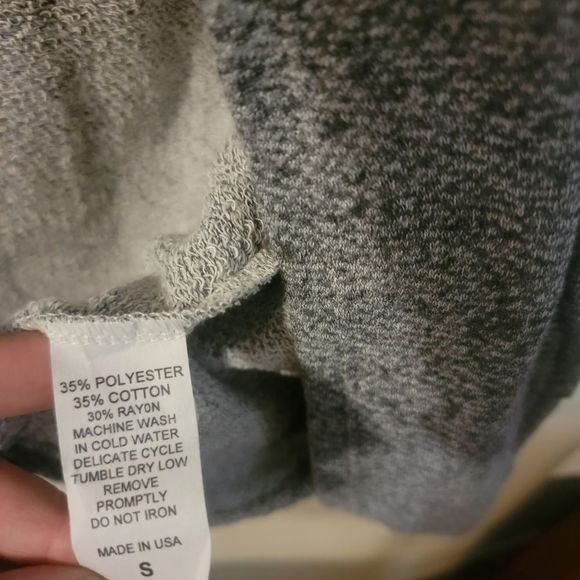 35% POLYESTER
35% COTTON
30% RAYON
MACHINE WASH
IN COLD WATER
DELICATE CYCLE
TUMBLE DRY LOW
REMOVE
PROMPTLY
DO NOT IRON
MADE IN USA
S